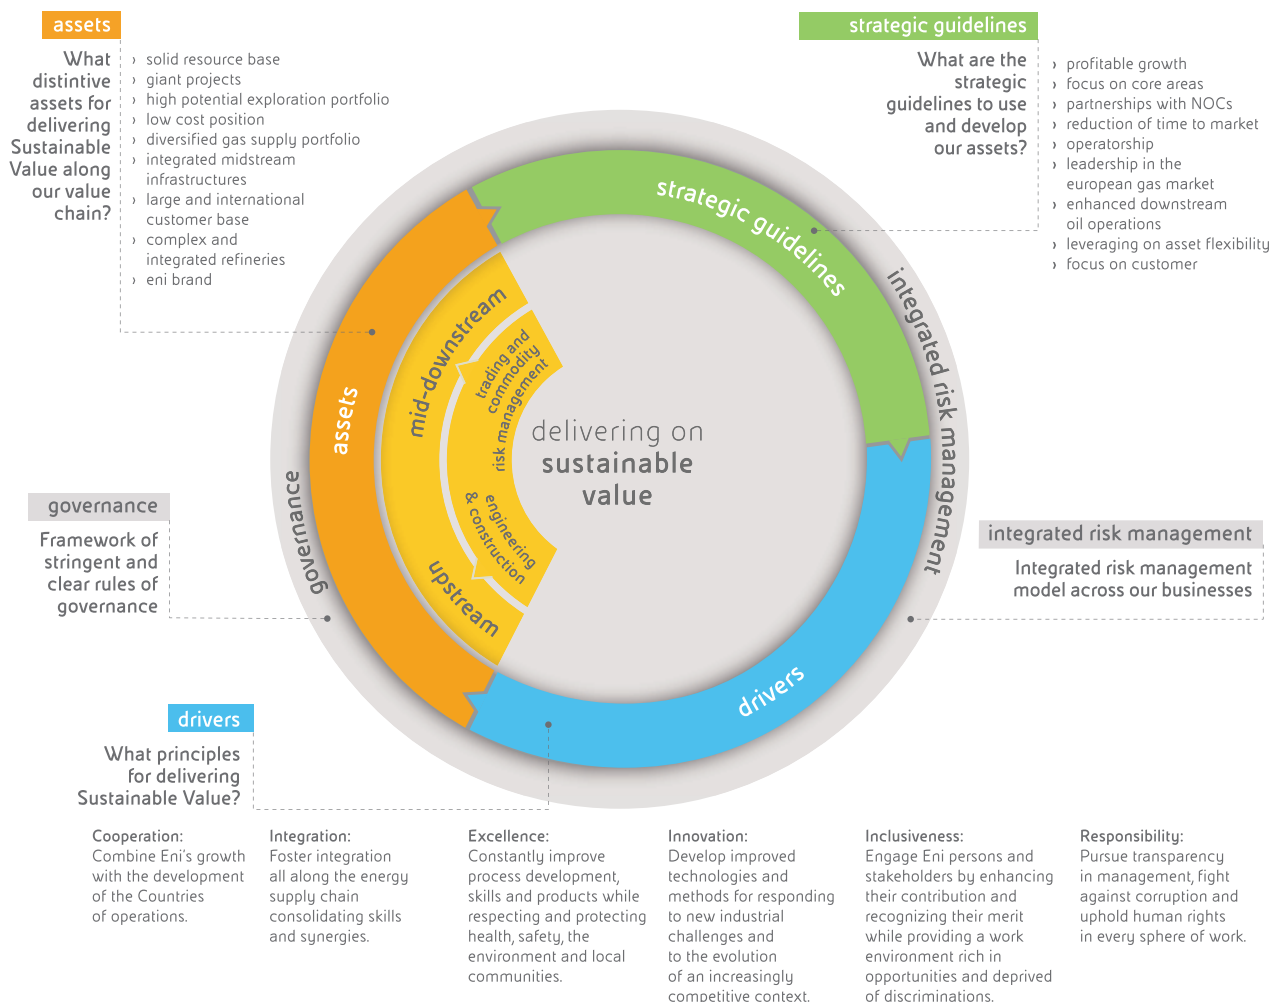 assets
What
distintive
assets for
delivering
Sustainable
Value along
our value
chain?
› solid resource base
› giant projects
› high potential exploration portfolio
› low cost position
› diversified gas supply portfolio
› integrated midstream
infrastructures
› large and international
customer base
› complex and
integrated refineries
› eni brand
strategic guidelines
What are the
strategic
guidelines to use
and develop
our assets?
› profitable growth
› focus on core areas
› partnerships with NOCs
› reduction of time to market
› operatorship
› leadership in the
european gas market
› enhanced downstream
oil operations
› leveraging on asset flexibility
› focus on customer
strategic guidelines
integrated risk management
assets
mid-downstream
trading and
commodity
risk management
engineering
& construction
upstream
delivering on
sustainable
value
governance
drivers
governance
Framework of
stringent and
clear rules of
governance
integrated risk management
Integrated risk management
model across our businesses
drivers
What principles
for delivering
Sustainable Value?
Cooperation:
Combine Eni's growth
with the development
of the Countries
of operations.
Integration:
Foster integration
all along the energy
supply chain
consolidating skills
and synergies.
Excellence:
Constantly improve
process development,
skills and products while
respecting and protecting
health, safety, the
environment and local
communities.
Innovation:
Develop improved
technologies and
methods for responding
to new industrial
challenges and
to the evolution
of an increasingly
competitive context.
Inclusiveness:
Engage Eni persons and
stakeholders by enhancing
their contribution and
recognizing their merit
while providing a work
environment rich in
opportunities and deprived
of discriminations.
Responsibility:
Pursue transparency
in management, fight
against corruption and
uphold human rights
in every sphere of work.